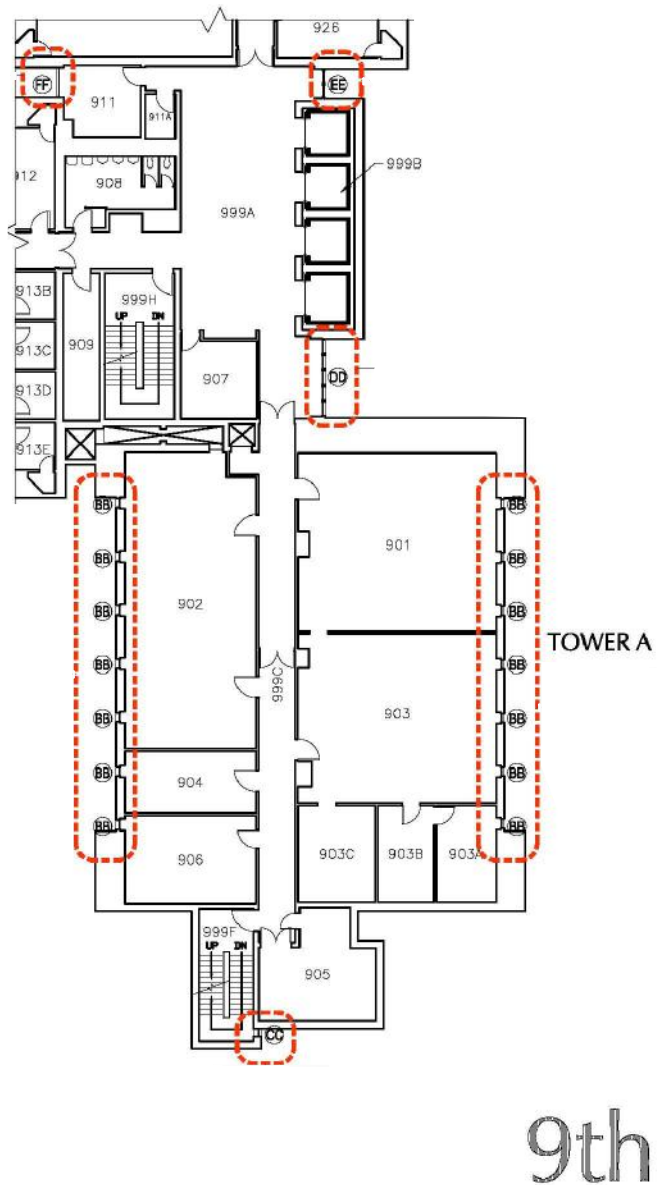 926
FF
EE
911
911A
999B
912
908
999A
913B
999H
UP DN
913C
909
907
DD
913D
913E
BB BB
901
BB BB
902
BB BB
TOWER A
BB BB
999C
903
BB BB
BB BB
904
BB BB
906
903C
903B
903A
999F
UP DN
905
CC
9th